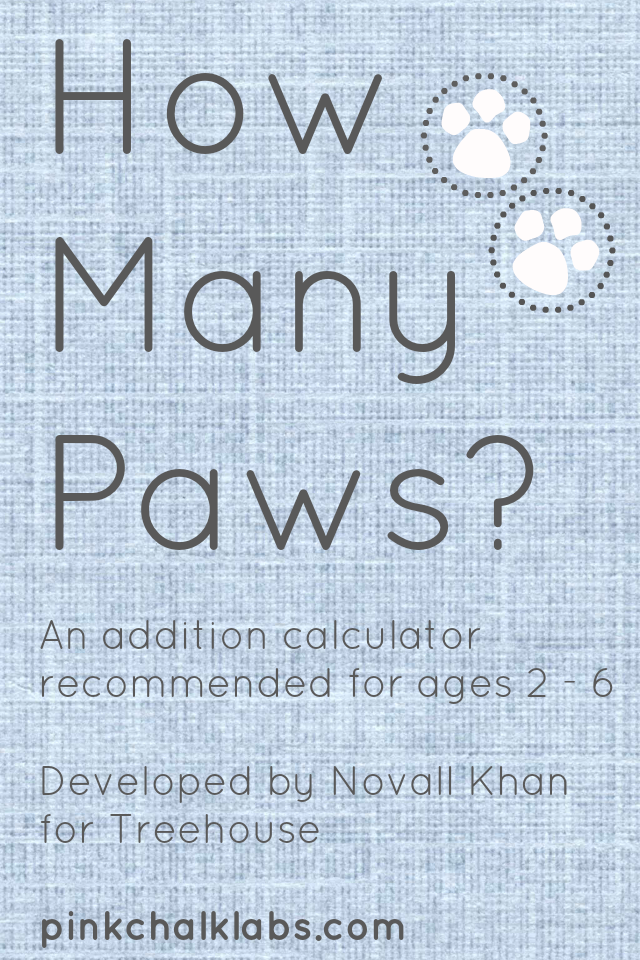 How
Many
Paws?
An addition calculator
recommended for ages 2 - 6
Developed by Novall Khan
for Treehouse
pinkchalklabs.com